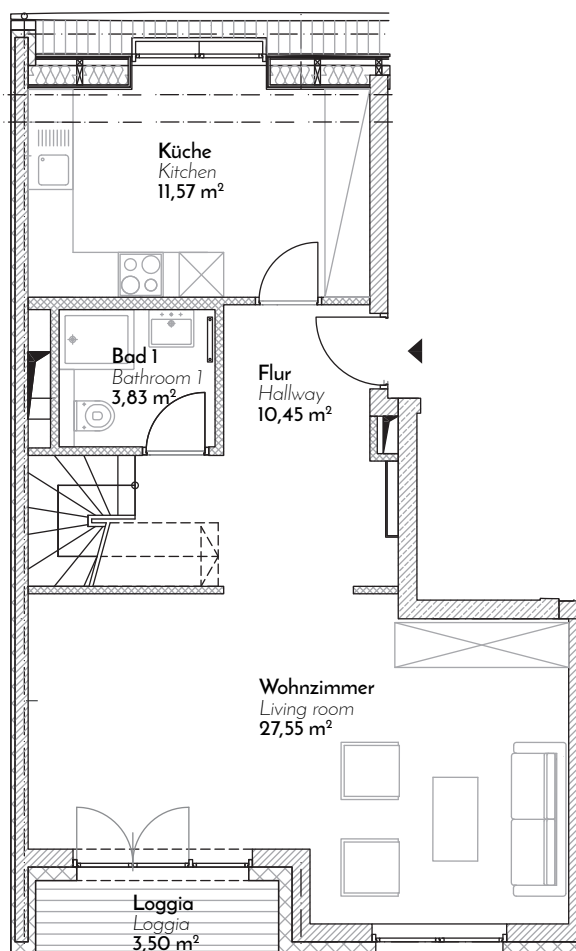 Küche
Kitchen
11,57 m²
Bad 1
Bathroom 1
3,83 m²
Flur
Hallway
10,45 m²
Wohnzimmer
Living room
27,55 m²
Loggia
Loggia
3,50 m²